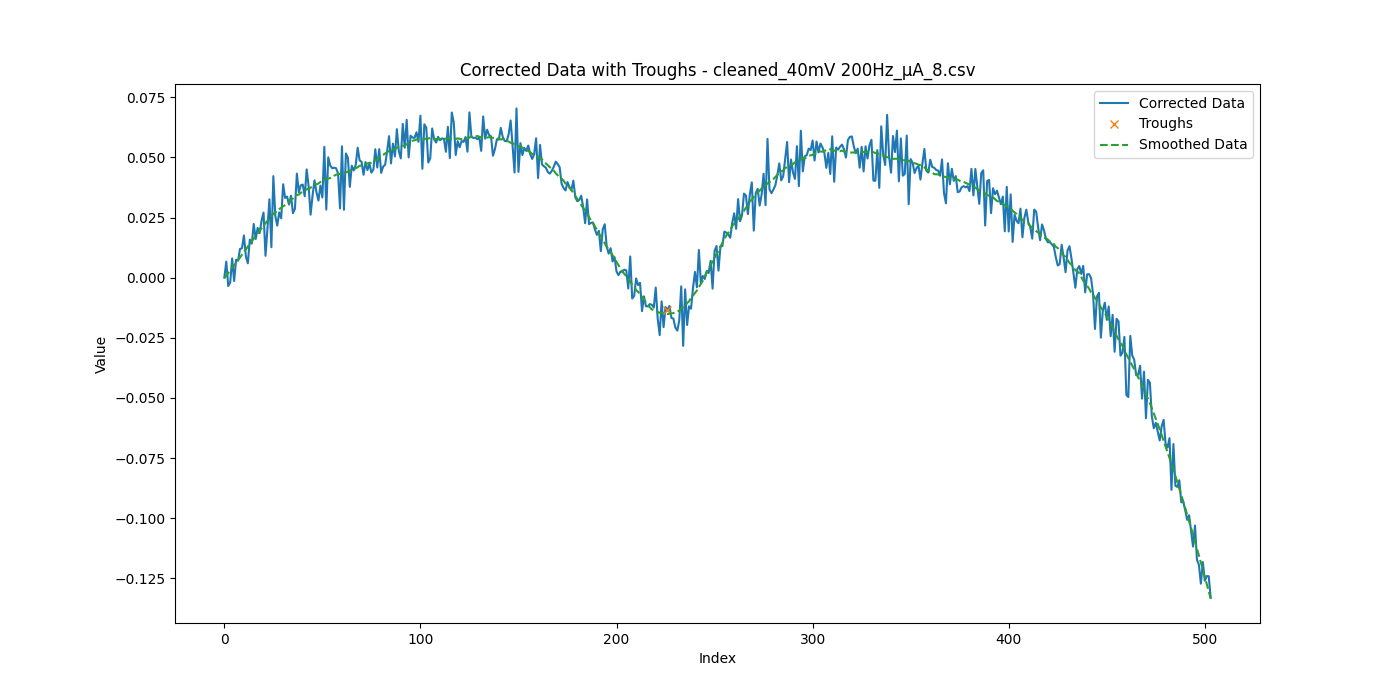 Corrected Data with Troughs - cleaned_40mV 200Hz_µA_8.csv
Corrected Data
Troughs
Smoothed Data
0.075
0.050
0.025
0.000
−0.025
−0.050
−0.075
−0.100
−0.125
Value
0 100 200 300 400 500
Index